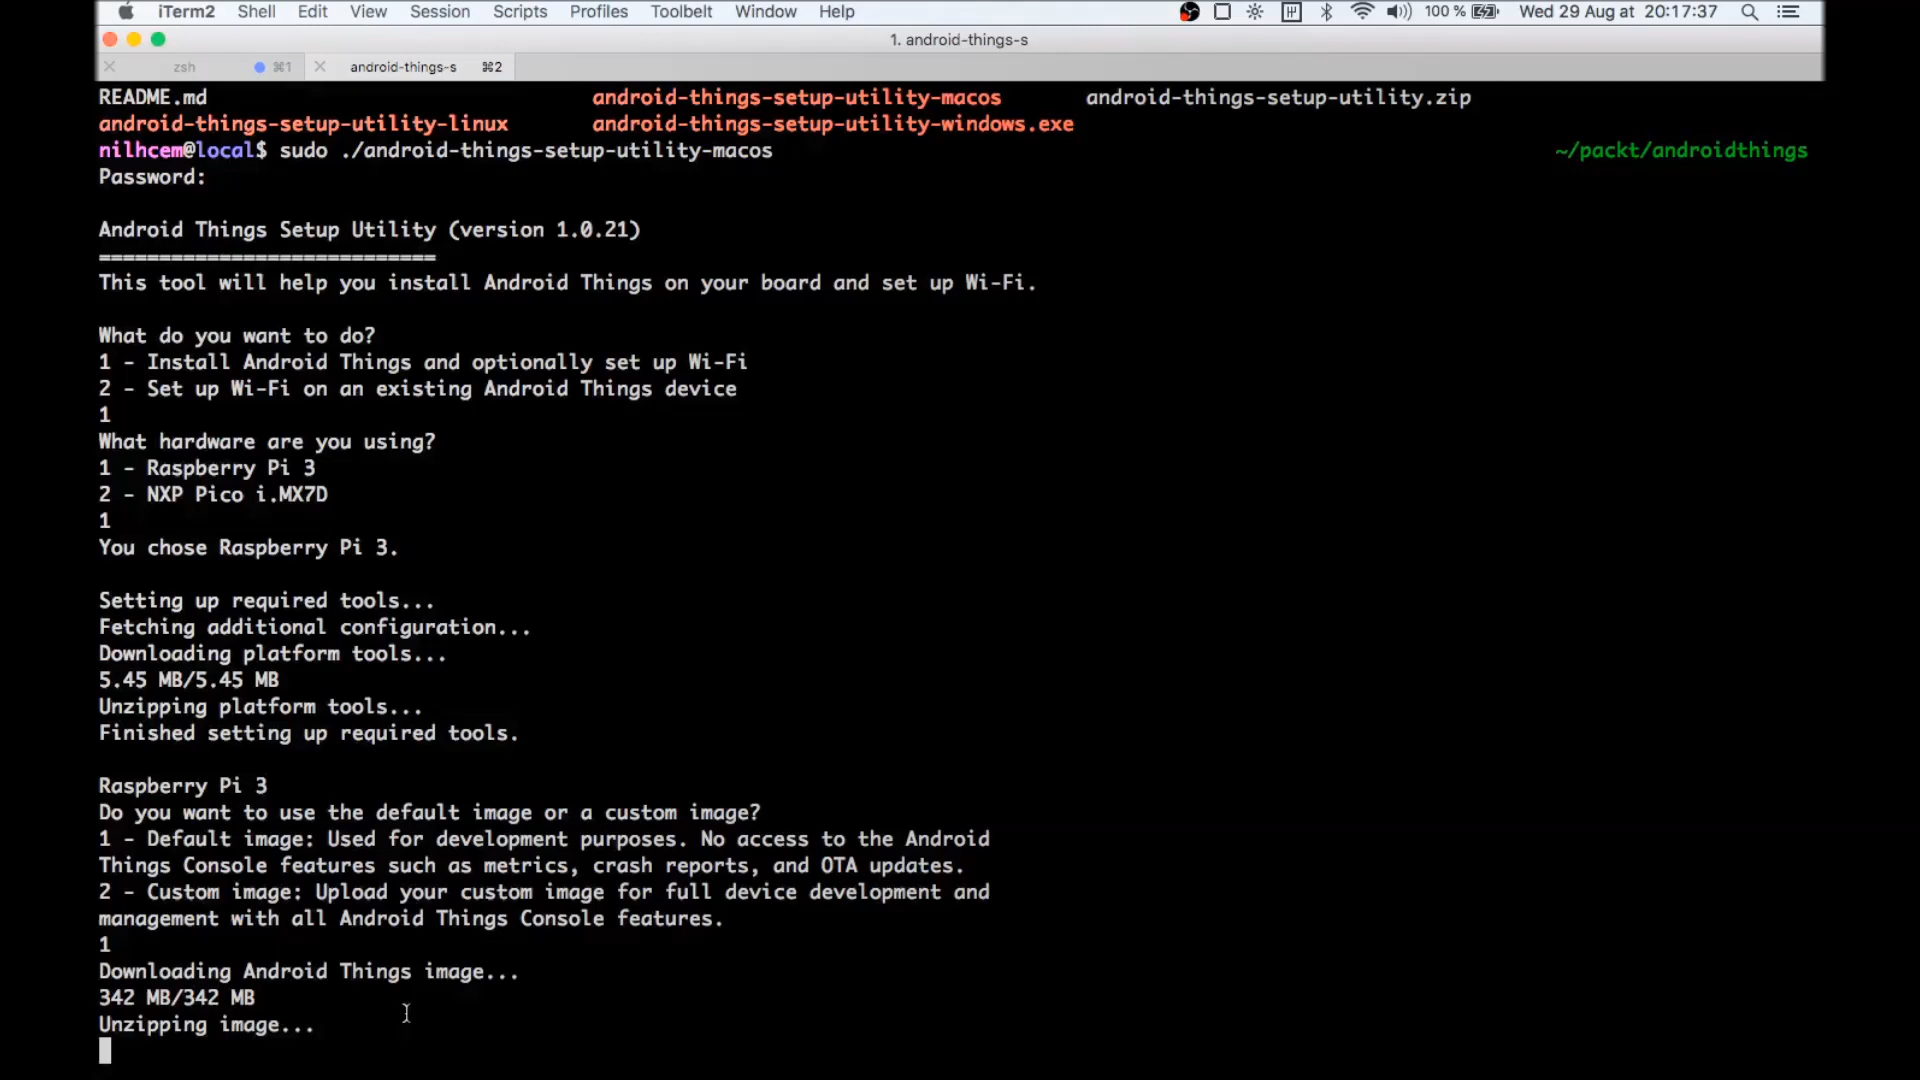 iTerm2 Shell Edit View Session Scripts Profiles Toolbelt Window Help 100 % Wed 29 Aug at 20:17:37
1. android-things-s
zsh ⌘1 android-things-s ⌘2
README.md android-things-setup-utility-macos android-things-setup-utility.zip
android-things-setup-utility-linux android-things-setup-utility-windows.exe
nilhcem@local$ sudo ./android-things-setup-utility-macos ~/packt/androidthings
Password:
Android Things Setup Utility (version 1.0.21)
============================
This tool will help you install Android Things on your board and set up Wi-Fi.
What do you want to do?
1 - Install Android Things and optionally set up Wi-Fi
2 - Set up Wi-Fi on an existing Android Things device
1
What hardware are you using?
1 - Raspberry Pi 3
2 - NXP Pico i.MX7D
1
You chose Raspberry Pi 3.
Setting up required tools...
Fetching additional configuration...
Downloading platform tools...
5.45 MB/5.45 MB
Unzipping platform tools...
Finished setting up required tools.
Raspberry Pi 3
Do you want to use the default image or a custom image?
1 - Default image: Used for development purposes. No access to the Android
Things Console features such as metrics, crash reports, and OTA updates.
2 - Custom image: Upload your custom image for full device development and
management with all Android Things Console features.
1
Downloading Android Things image...
342 MB/342 MB
Unzipping image...